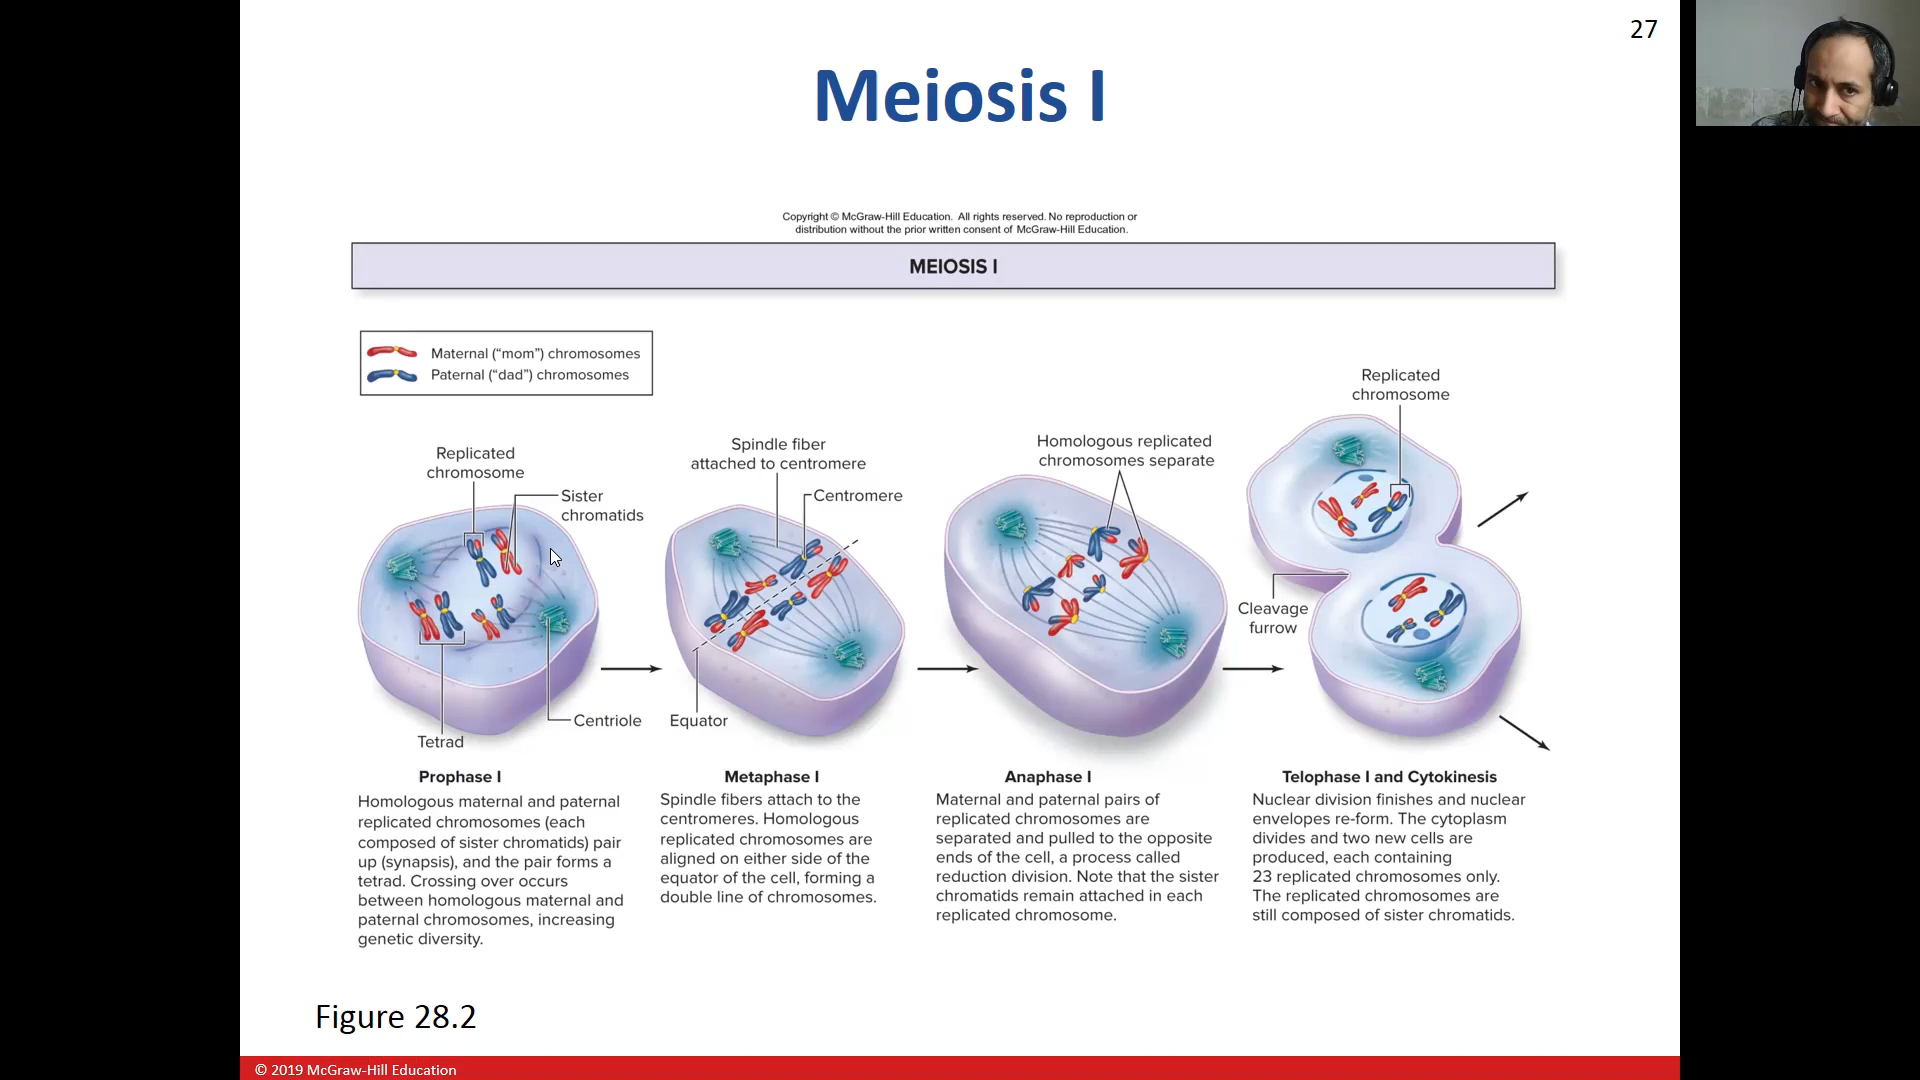 27
Meiosis I
Copyright © McGraw-Hill Education. All rights reserved. No reproduction or
distribution without the prior written consent of McGraw-Hill Education.
MEIOSIS I
Maternal (“mom”) chromosomes
Paternal (“dad”) chromosomes
Replicated
chromosome
Sister
chromatids
Tetrad
Centriole
Spindle fiber
attached to centromere
Centromere
Equator
Homologous replicated
chromosomes separate
Replicated
chromosome
Cleavage
furrow
Prophase I
Homologous maternal and paternal
replicated chromosomes (each
composed of sister chromatids) pair
up (synapsis), and the pair forms a
tetrad. Crossing over occurs
between homologous maternal and
paternal chromosomes, increasing
genetic diversity.
Metaphase I
Spindle fibers attach to the
centromeres. Homologous
replicated chromosomes are
aligned on either side of the
equator of the cell, forming a
double line of chromosomes.
Anaphase I
Maternal and paternal pairs of
replicated chromosomes are
separated and pulled to the opposite
ends of the cell, a process called
reduction division. Note that the sister
chromatids remain attached in each
replicated chromosome.
Telophase I and Cytokinesis
Nuclear division finishes and nuclear
envelopes re-form. The cytoplasm
divides and two new cells are
produced, each containing
23 replicated chromosomes only.
The replicated chromosomes are
still composed of sister chromatids.
Figure 28.2
© 2019 McGraw-Hill Education